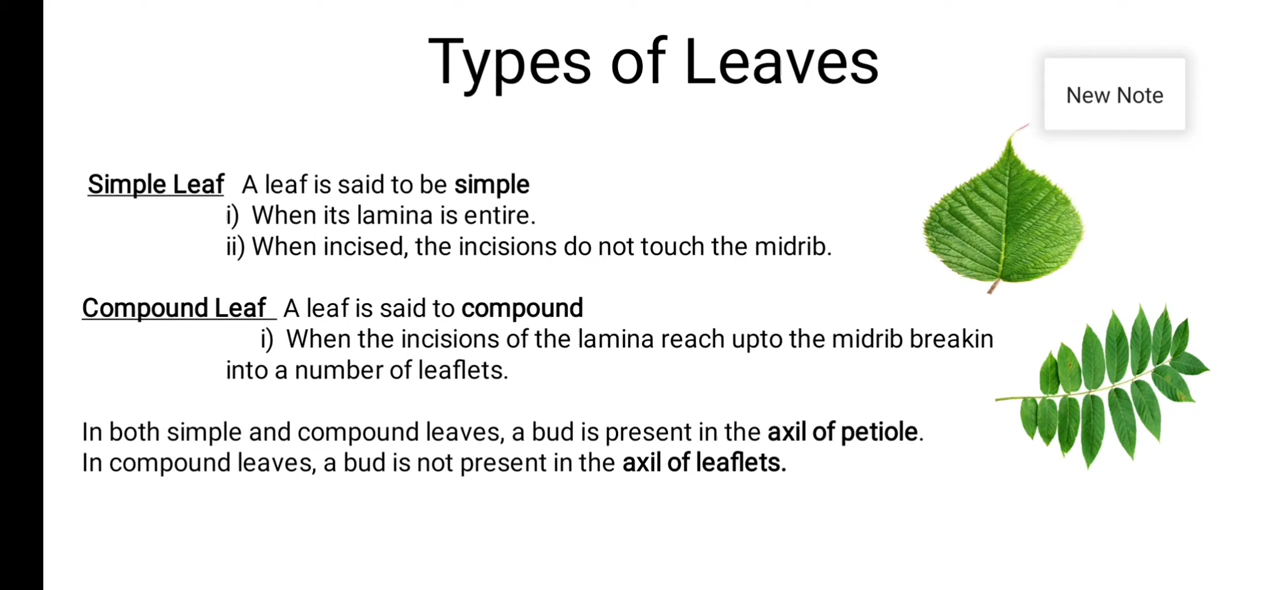 Types of Leaves
New Note
Simple Leaf A leaf is said to be simple
i) When its lamina is entire.
ii) When incised, the incisions do not touch the midrib.
Compound Leaf A leaf is said to compound
i) When the incisions of the lamina reach upto the midrib breakin
into a number of leaflets.
In both simple and compound leaves, a bud is present in the axil of petiole.
In compound leaves, a bud is not present in the axil of leaflets.